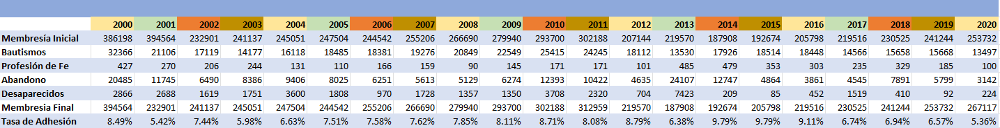 2000 2001 2002 2003 2004 2005 2006 2007 2008 2009 2010 2011 2012 2013 2014 2015 2016 2017 2018 2019 2020
Membresía Inicial 386198 394564 232901 241137 245051 247504 244542 255206 266690 279940 293700 302188 207144 219570 187908 192674 205798 219516 230525 241244 253732
Bautismos 32366 21106 17119 14177 16118 18485 18381 19276 20849 22549 25415 24245 18112 13530 17926 18514 18448 14566 15658 15668 13497
Profesión de Fe 427 270 206 244 131 110 166 159 90 145 171 171 101 485 479 353 303 235 329 185 100
Abandono 20485 11745 6490 8386 9406 8025 6251 5613 5129 6274 12393 10422 4635 24107 12747 4864 3861 4545 7891 5799 3142
Desaparecidos 2866 2688 1619 1751 3600 1808 970 1728 1357 1350 3708 2320 704 7423 209 85 452 1519 410 92 224
Membresia Final 394564 232901 241137 245051 247504 244542 255206 266690 279940 293700 302188 312959 219570 187908 192674 205798 219516 230525 241244 253732 267117
Tasa de Adhesión 8.49% 5.42% 7.44% 5.98% 6.63% 7.51% 7.58% 7.62% 7.85% 8.11% 8.71% 8.08% 8.79% 6.38% 9.79% 9.79% 9.11% 6.74% 6.94% 6.57% 5.36%